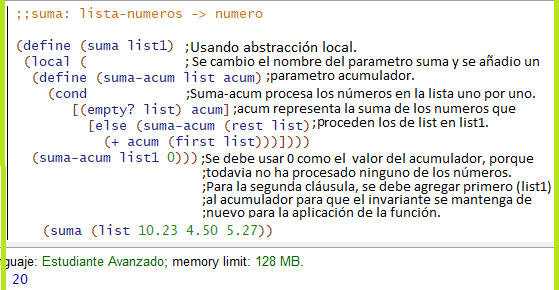 ;;suma: lista-numeros -> numero
(define (suma list1) ;Usando abstracción local.
(local ( ; Se cambio el nombre del parametro suma y se añadio un
(define (suma-acum list acum) ;parametro acumulador.
(cond ;Suma-acum procesa los números en la lista uno por uno.
[(empty? list) acum] ;acum representa la suma de los numeros que
[else (suma-acum (rest list) ;proceden los de list en list1.
(+ acum (first list)))])))
(suma-acum list1 0))) ;Se debe usar 0 como el valor del acumulador, porque
;todavia no ha procesado ninguno de los números.
;Para la segunda cláusula, se debe agregar primero (list1)
;al acumulador para que el invariante se mantenga de
;nuevo para la aplicación de la función.
(suma (list 10.23 4.50 5.27))
nguaje: Estudiante Avanzado; memory limit: 128 MB.
20